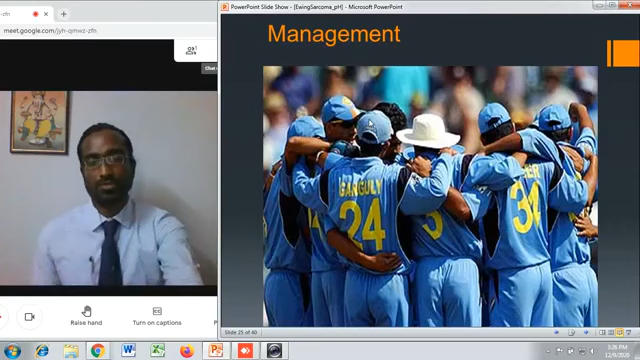 PowerPoint Slide Show - [EwingSarcoma_pH] - Microsoft PowerPoint
meet.google.com/jyh-qmwz-zfn
Management
GANGULY
24
34
Raise hand
Turn on captions
Slide 25 of 40
3:26 PM
12/9/2020